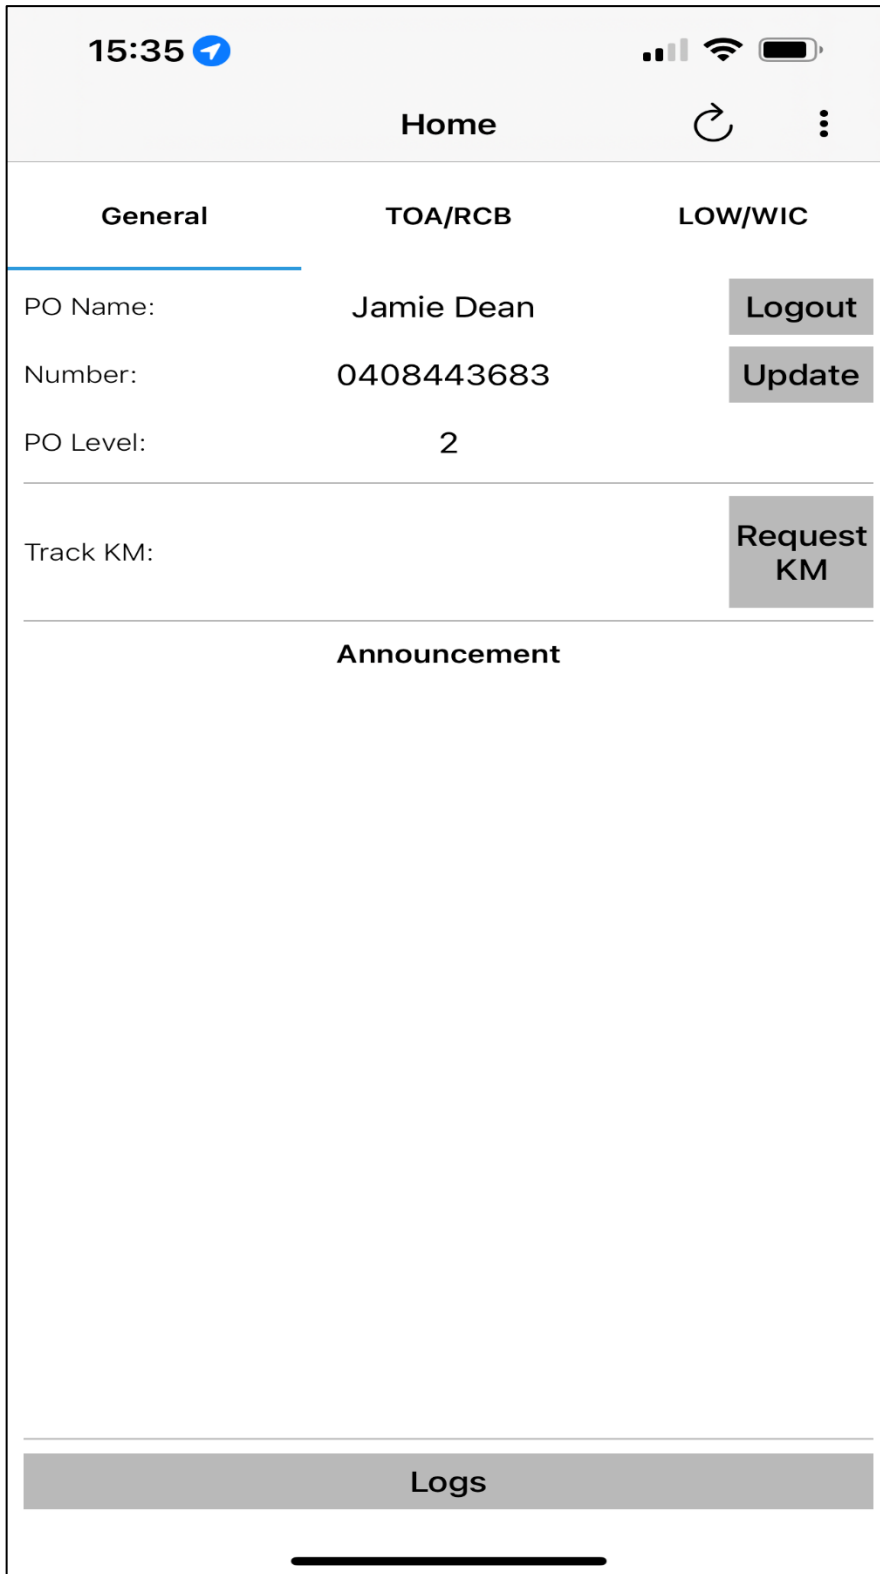 15:35
Home
General TOA/RCB LOW/WIC
PO Name: Jamie Dean Logout
Number: 0408443683 Update
PO Level: 2
Track KM: Request KM
Announcement
Logs